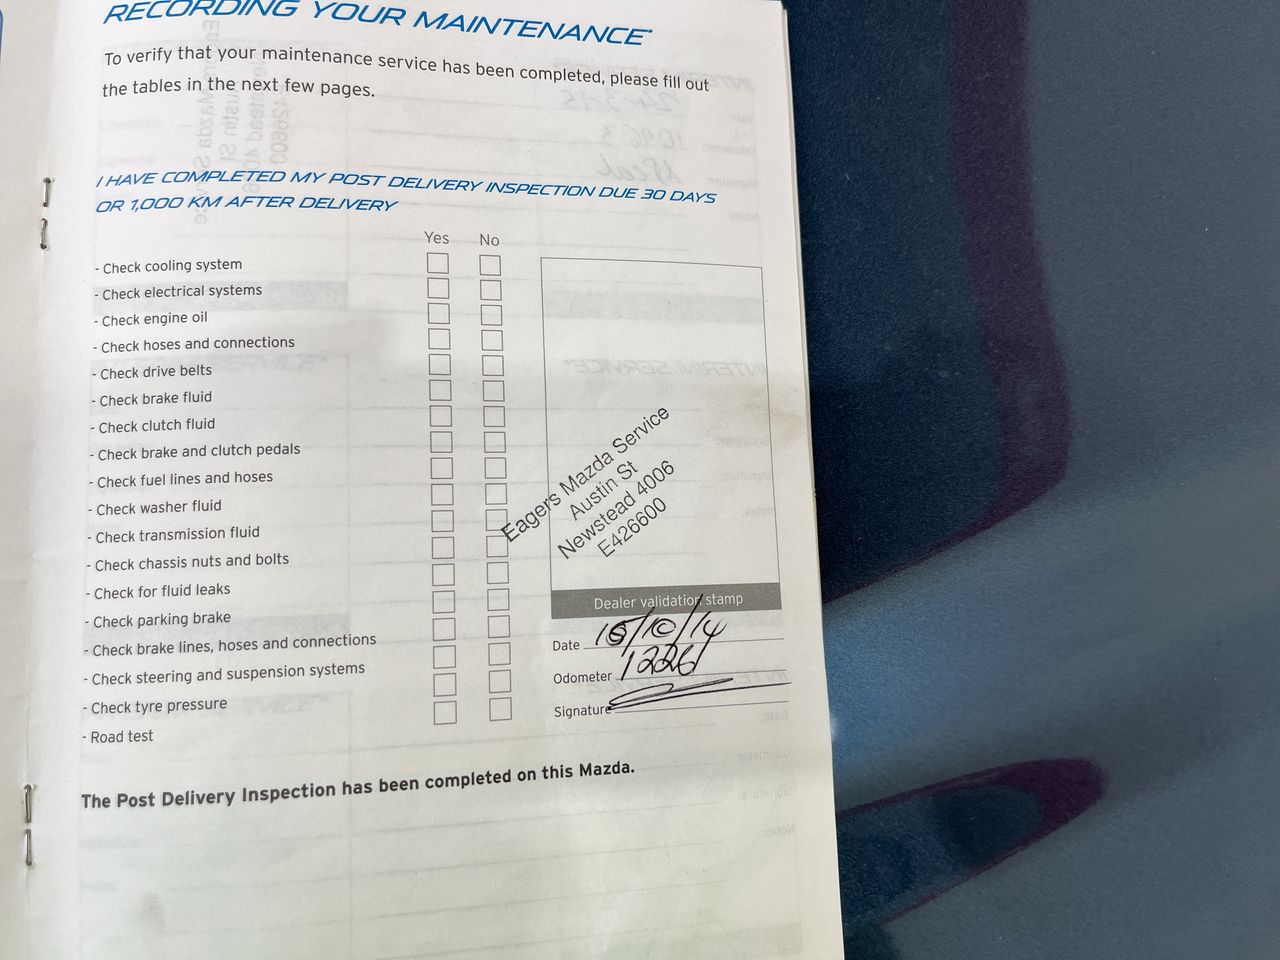 RECORDING YOUR MAINTENANCE*
To verify that your maintenance service has been completed, please fill out
the tables in the next few pages.
I HAVE COMPLETED MY POST DELIVERY INSPECTION DUE 30 DAYS
OR 1,000 KM AFTER DELIVERY
Yes No
- Check cooling system
- Check electrical systems
- Check engine oil
- Check hoses and connections
- Check drive belts
- Check brake fluid
- Check clutch fluid
- Check brake and clutch pedals
- Check fuel lines and hoses
- Check washer fluid
- Check transmission fluid
- Check chassis nuts and bolts
- Check for fluid leaks
- Check parking brake
- Check brake lines, hoses and connections
- Check steering and suspension systems
- Check tyre pressure
- Road test
Eagers Mazda Service
Austin St
Newstead 4006
E426600
Dealer validation stamp
Date 15/10/14
Odometer 1226
Signature
The Post Delivery Inspection has been completed on this Mazda.